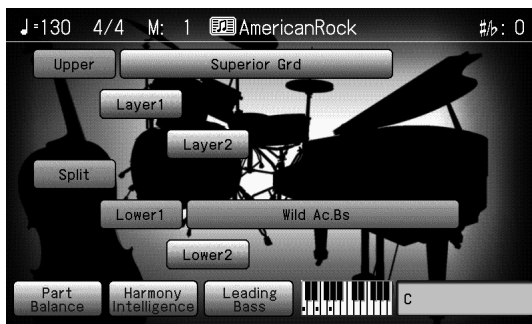 ♩=130 4/4 M: 1 AmericanRock ♯/♭: 0
Upper Superior Grd
Layer1
Layer2
Split
Lower1 Wild Ac.Bs
Lower2
Part Balance
Harmony Intelligence
Leading Bass
C